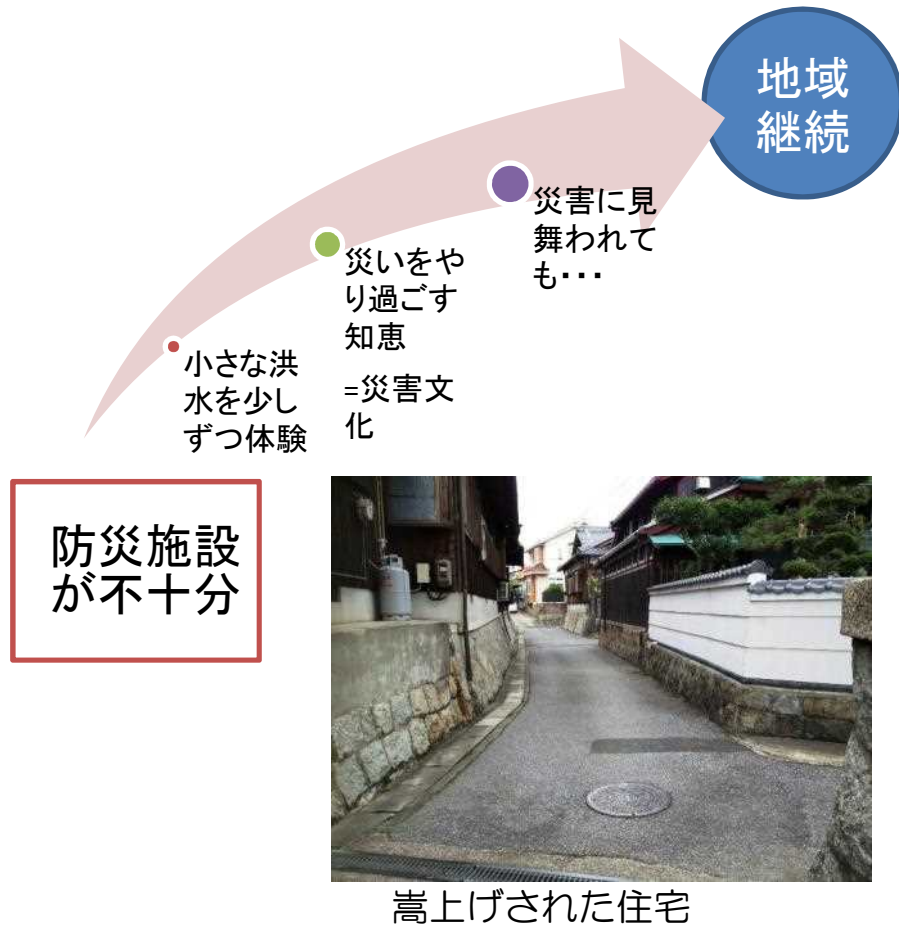 地域
継続
災害に見
舞われて
も・・・
災いをや
り過ごす
知恵
=災害文
化
小さな洪
水を少し
ずつ体験
防災施設
が不十分
嵩上げされた住宅